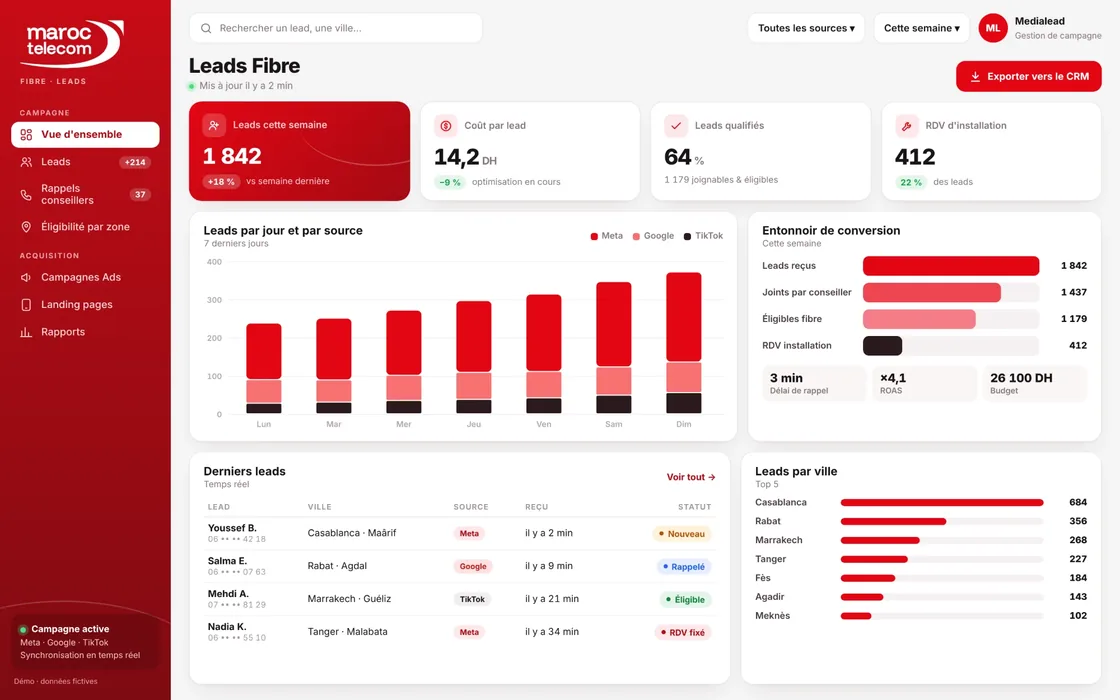 maroc
telecom
FIBRE · LEADS
CAMPAGNE
Vue d'ensemble
Leads +214
Rappels
conseillers 37
Éligibilité par zone
ACQUISITION
Campagnes Ads
Landing pages
Rapports
Campagne active
Meta · Google · TikTok
Synchronisation en temps réel
Démo · données fictives
Rechercher un lead, une ville...
Toutes les sources ▾
Cette semaine ▾
ML
Medialead
Gestion de campagne
Leads Fibre
Mis à jour il y a 2 min
Exporter vers le CRM
Leads cette semaine
1 842
+18 % vs semaine dernière
Coût par lead
14,2 DH
−9 % optimisation en cours
Leads qualifiés
64 %
1 179 joignables & éligibles
RDV d'installation
412
22 % des leads
Leads par jour et par source
7 derniers jours
Meta Google TikTok
400
300
200
100
0
Lun Mar Mer Jeu Ven Sam Dim
Entonnoir de conversion
Cette semaine
Leads reçus 1 842
Joints par conseiller 1 437
Éligibles fibre 1 179
RDV installation 412
3 min
Délai de rappel
×4,1
ROAS
26 100 DH
Budget
Derniers leads
Temps réel
Voir tout →
LEAD VILLE SOURCE REÇU STATUT
Youssef B.
06 •• •• 42 18
Casablanca · Maârif Meta il y a 2 min Nouveau
Salma E.
06 •• •• 07 63
Rabat · Agdal Google il y a 9 min Rappelé
Mehdi A.
07 •• •• 81 29
Marrakech · Guéliz TikTok il y a 21 min Éligible
Nadia K.
06 •• •• 55 10
Tanger · Malabata Meta il y a 34 min RDV fixé
Leads par ville
Top 5
Casablanca 684
Rabat 356
Marrakech 268
Tanger 227
Fès 184
Agadir 143
Meknès 102